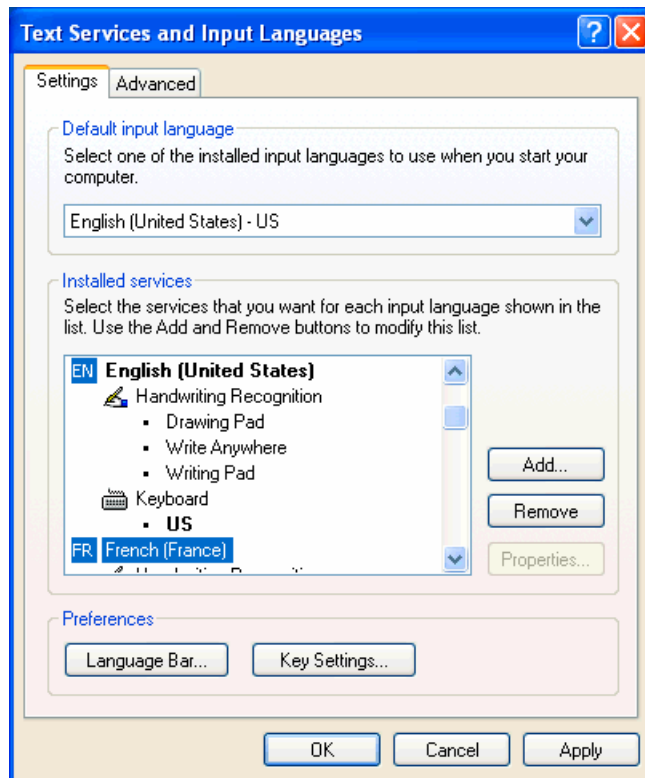 Text Services and Input Languages
Settings
Advanced
Default input language
Select one of the installed input languages to use when you start your
computer.
English (United States) - US
Installed services
Select the services that you want for each input language shown in the
list. Use the Add and Remove buttons to modify this list.
EN English (United States)
Handwriting Recognition
Drawing Pad
Write Anywhere
Writing Pad
Keyboard
US
FR French (France)
Add...
Remove
Properties...
Preferences
Language Bar...
Key Settings...
OK
Cancel
Apply